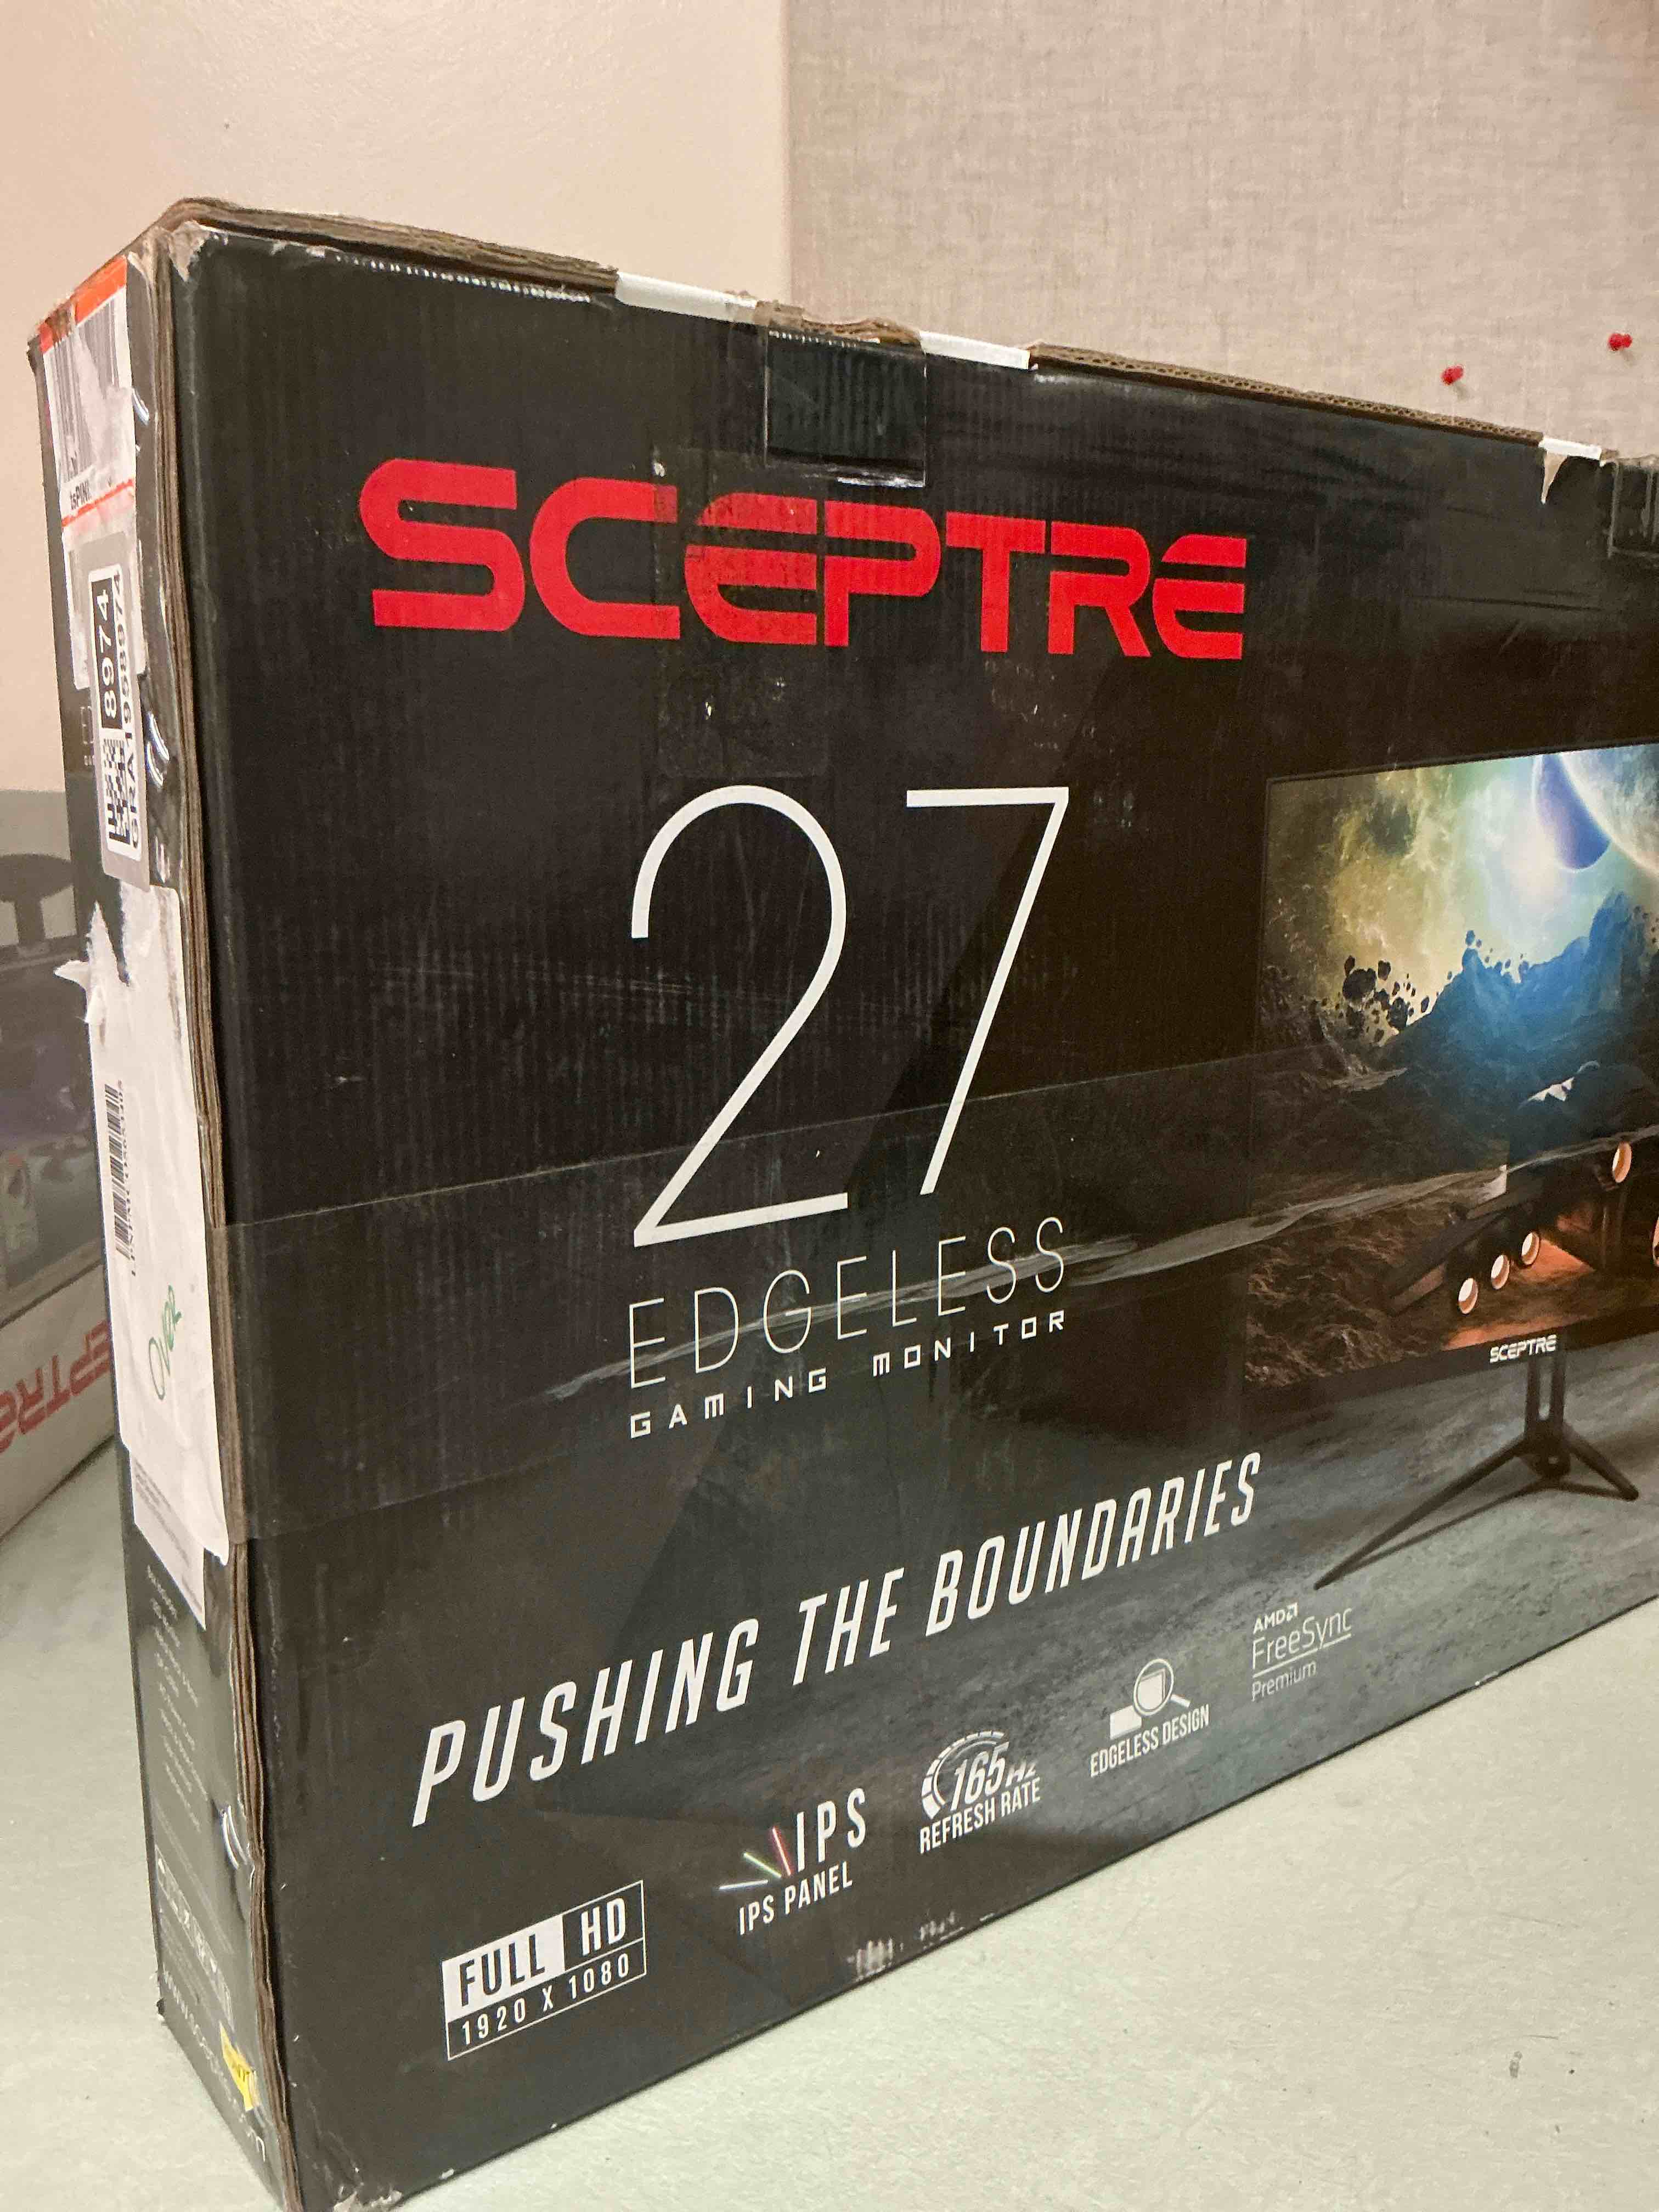 SCEPTRE
27
EDGELESS
GAMING MONITOR
SCEPTRE
PUSHING THE BOUNDARIES
FULL HD
1920 X 1080
IPS
IPS PANEL
165Hz
REFRESH RATE
EDGELESS DESIGN
AMD
FreeSync
Premium
8974
OVER